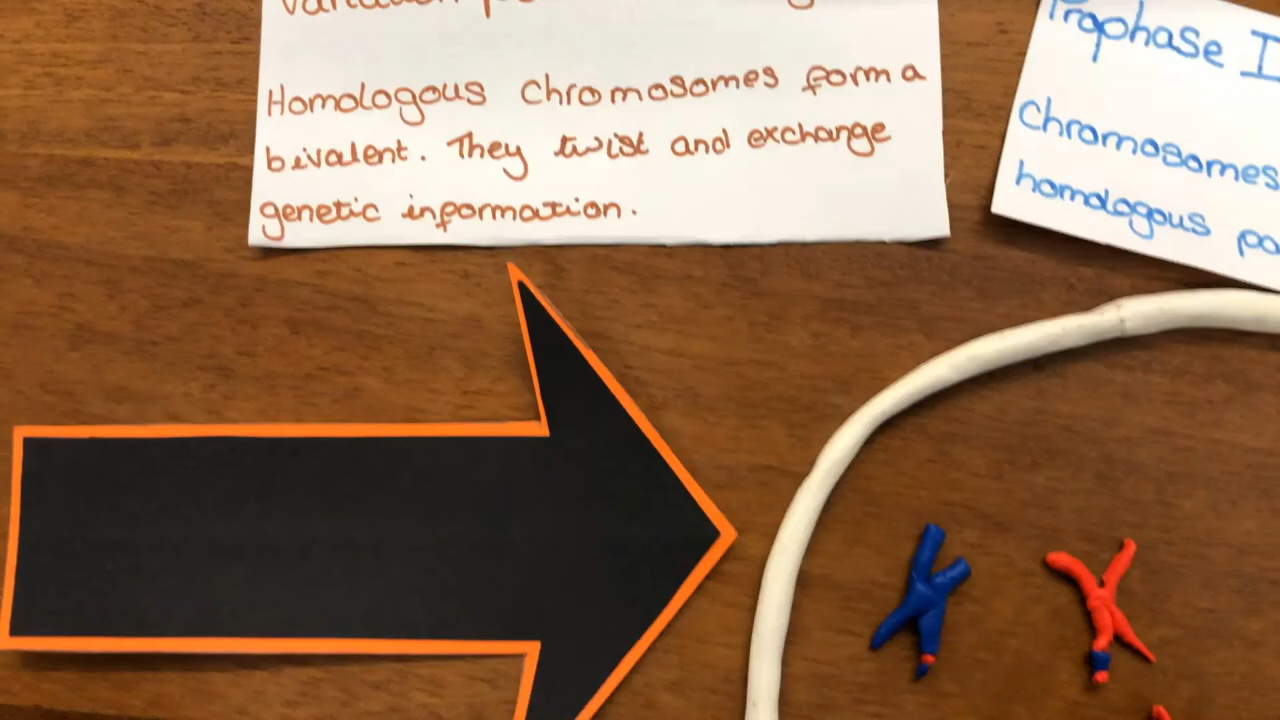 Homologous Chromosomes form a
bivalent. They twist and exchange
genetic information.
Prophase I
Chromosomes
homologous